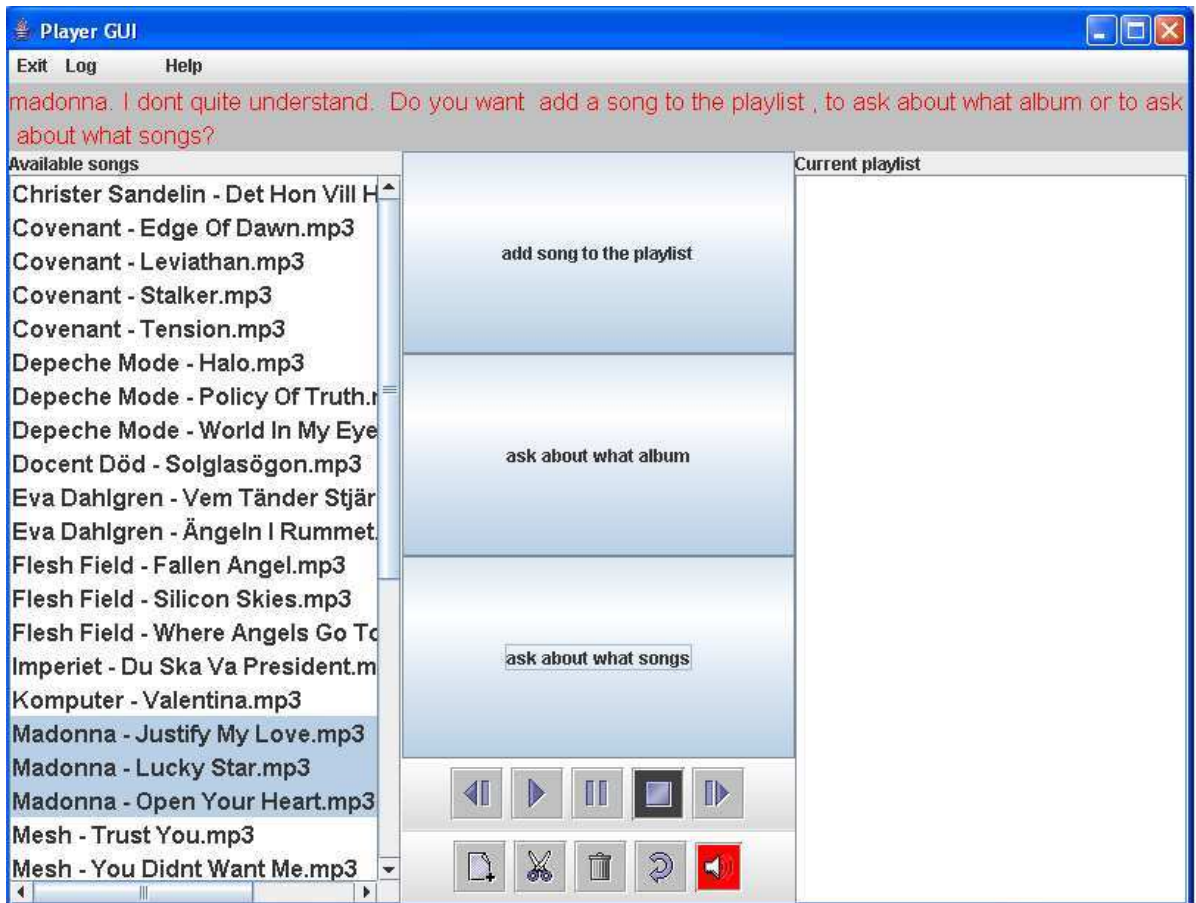 Player GUI
Exit Log Help
madonna. I dont quite understand. Do you want add a song to the playlist , to ask about what album or to ask
about what songs?
Available songs
Christer Sandelin - Det Hon Vill H
Covenant - Edge Of Dawn.mp3
Covenant - Leviathan.mp3
Covenant - Stalker.mp3
Covenant - Tension.mp3
Depeche Mode - Halo.mp3
Depeche Mode - Policy Of Truth.
Depeche Mode - World In My Eye
Docent Död - Solglasögon.mp3
Eva Dahlgren - Vem Tänder Stjär
Eva Dahlgren - Ängeln I Rummet.
Flesh Field - Fallen Angel.mp3
Flesh Field - Silicon Skies.mp3
Flesh Field - Where Angels Go To
Imperiet - Du Ska Va President.m
Komputer - Valentina.mp3
Madonna - Justify My Love.mp3
Madonna - Lucky Star.mp3
Madonna - Open Your Heart.mp3
Mesh - Trust You.mp3
Mesh - You Didnt Want Me.mp3
add song to the playlist
ask about what album
ask about what songs
Current playlist